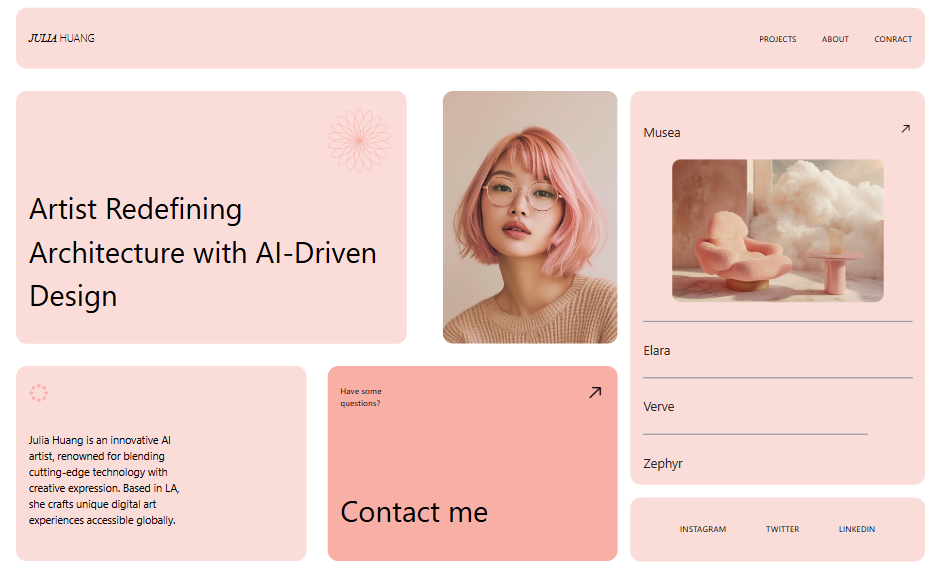 JULIA HUANG
PROJECTS ABOUT CONRACT
Artist Redefining
Architecture with AI-Driven
Design
Musea
Elara
Verve
Zephyr
Julia Huang is an innovative AI
artist, renowned for blending
cutting-edge technology with
creative expression. Based in LA,
she crafts unique digital art
experiences accessible globally.
Have some
questions?
Contact me
INSTAGRAM TWITTER LINKEDIN